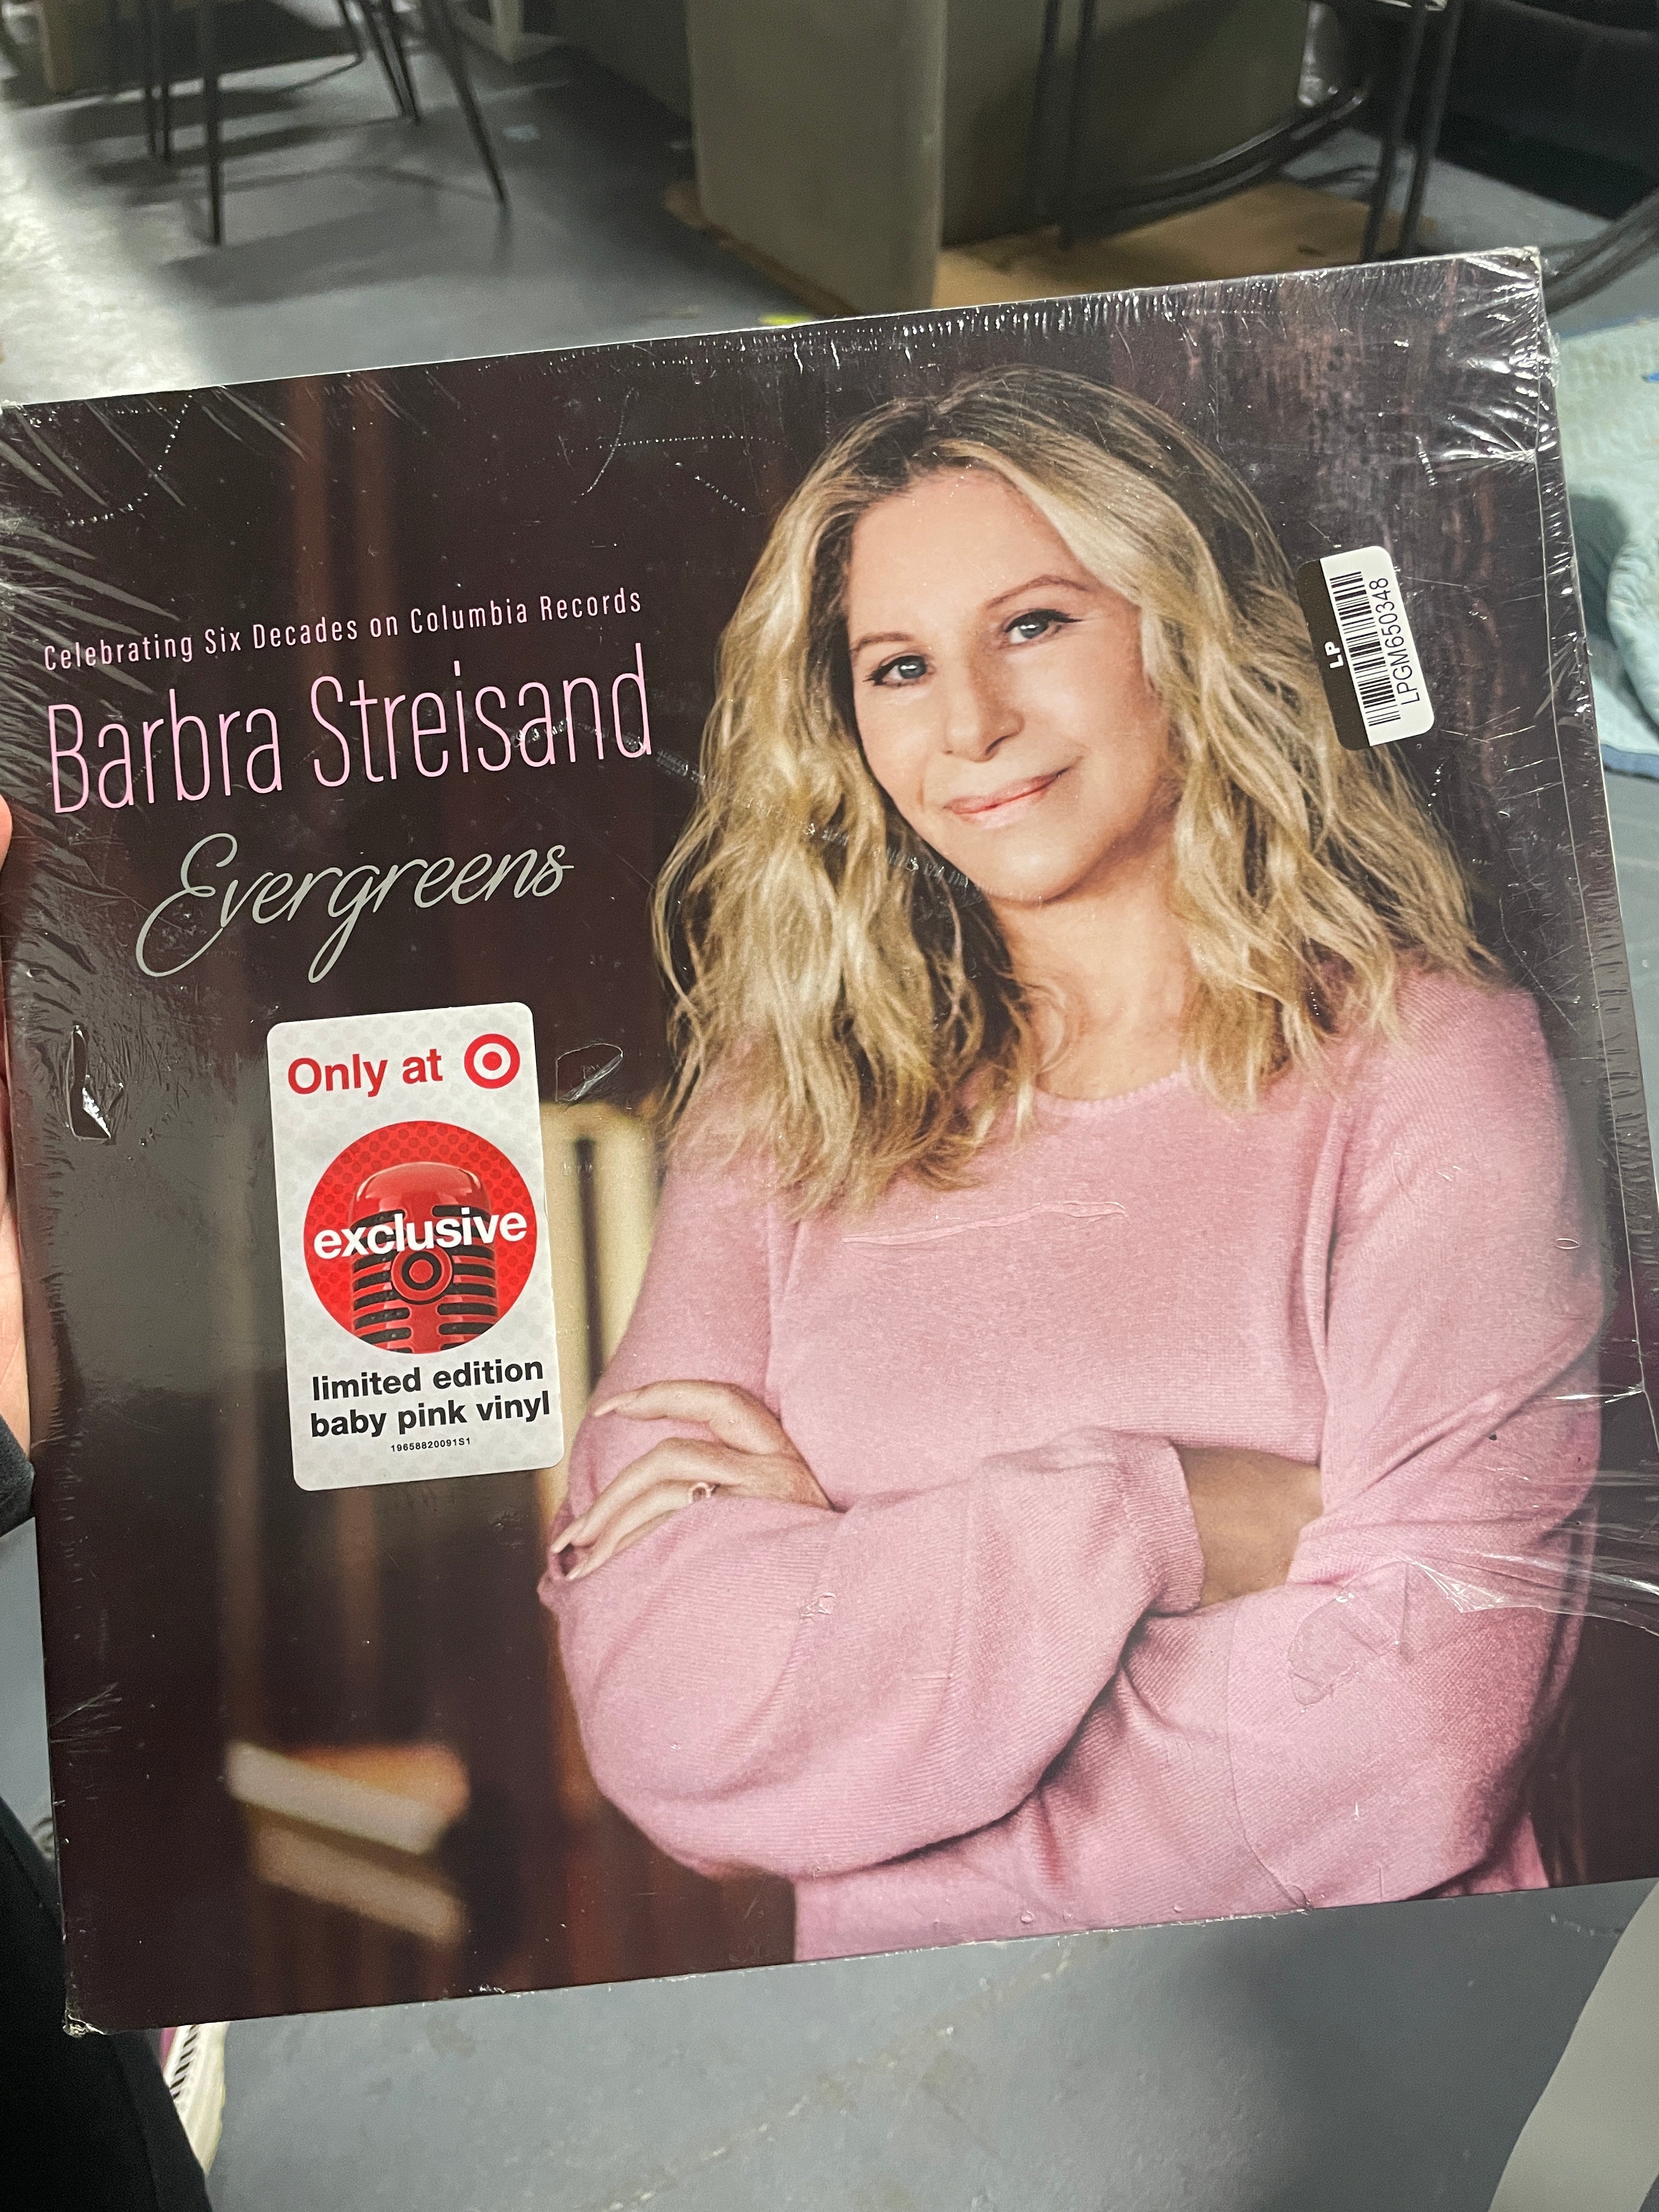 Celebrating Six Decades on Columbia Records
Barbra Streisand
Evergreens
LP
LPGM650348
Only at
exclusive
limited edition
baby pink vinyl
19658820091S1